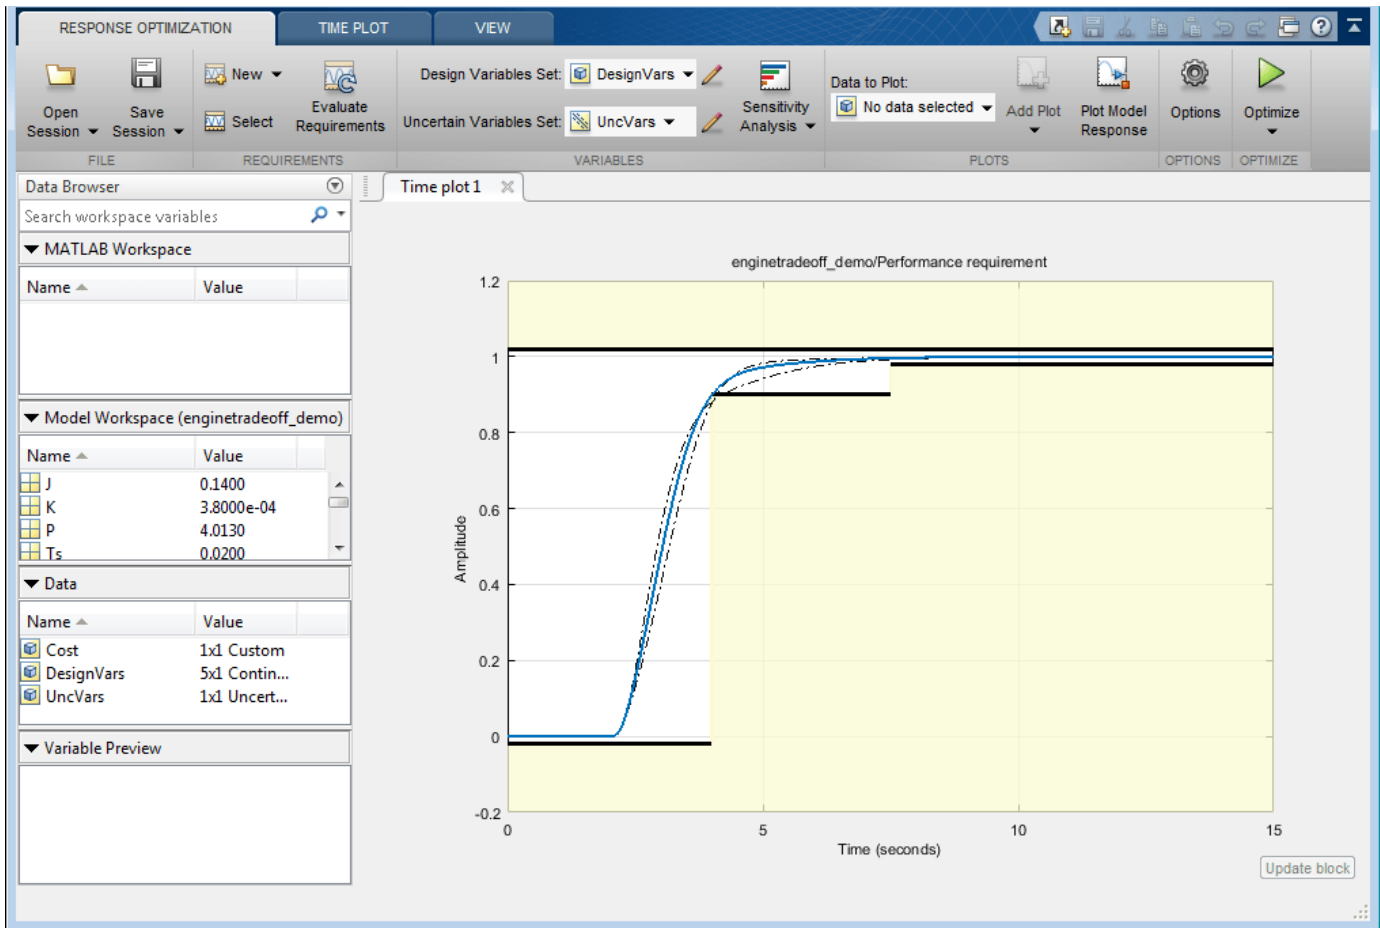 RESPONSE OPTIMIZATION TIME PLOT VIEW
Open Session
Save Session
New
Select
Evaluate Requirements
Design Variables Set: DesignVars
Uncertain Variables Set: UncVars
Sensitivity Analysis
Data to Plot:
No data selected
Add Plot
Plot Model Response
Options
Optimize
FILE REQUIREMENTS VARIABLES PLOTS OPTIONS OPTIMIZE
Data Browser
Search workspace variables
MATLAB Workspace
Name Value
Model Workspace (enginetradeoff_demo)
Name Value
J 0.1400
K 3.8000e-04
P 4.0130
Ts 0.0200
Data
Name Value
Cost 1x1 Custom
DesignVars 5x1 Contin...
UncVars 1x1 Uncert...
Variable Preview
Time plot 1
enginetradeoff_demo/Performance requirement
1.2
1
0.8
0.6
0.4
0.2
0
-0.2
Amplitude
0 5 10 15
Time (seconds)
Update block